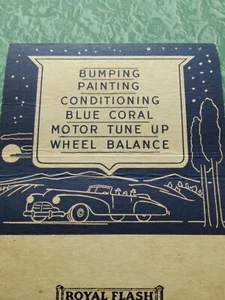 BUMPING
PAINTING
CONDITIONING
BLUE CORAL
MOTOR TUNE UP
WHEEL BALANCE
ROYAL FLASH